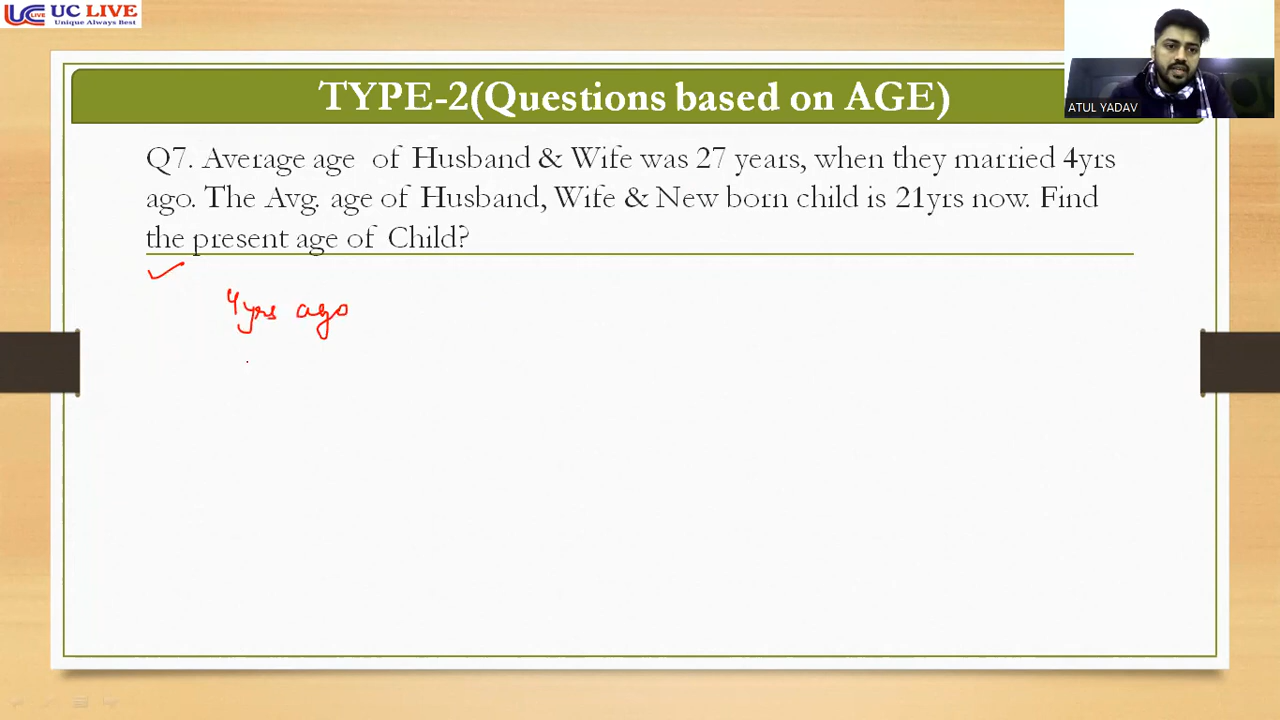 UC LIVE
Unique Always Best
ATUL YADAV
TYPE-2(Questions based on AGE)
Q7. Average age of Husband & Wife was 27 years, when they married 4yrs
ago. The Avg. age of Husband, Wife & New born child is 21yrs now. Find
the present age of Child?
4yrs ago